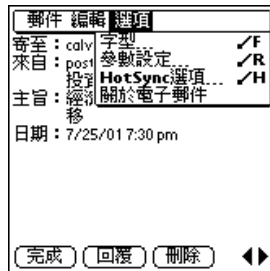 郵件 編輯 選項
字型... /F
參數設定... /R
HotSync選項... /H
關於電子郵件
寄至：calv
來自：post
投資
主旨：經濟
移
日期：7/25/01 7:30 pm
完成 回覆 刪除